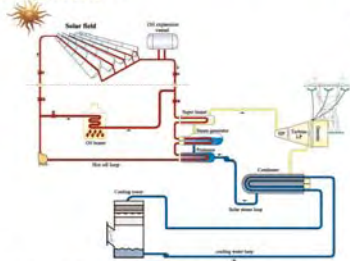 Solar field
Oil expansion
vessel
Super heater
Steam generator
HP
Turbine
LP
Oil heater
Hot oil loop
Condenser
Solar steam loop
Cooling tower
cooling water loop